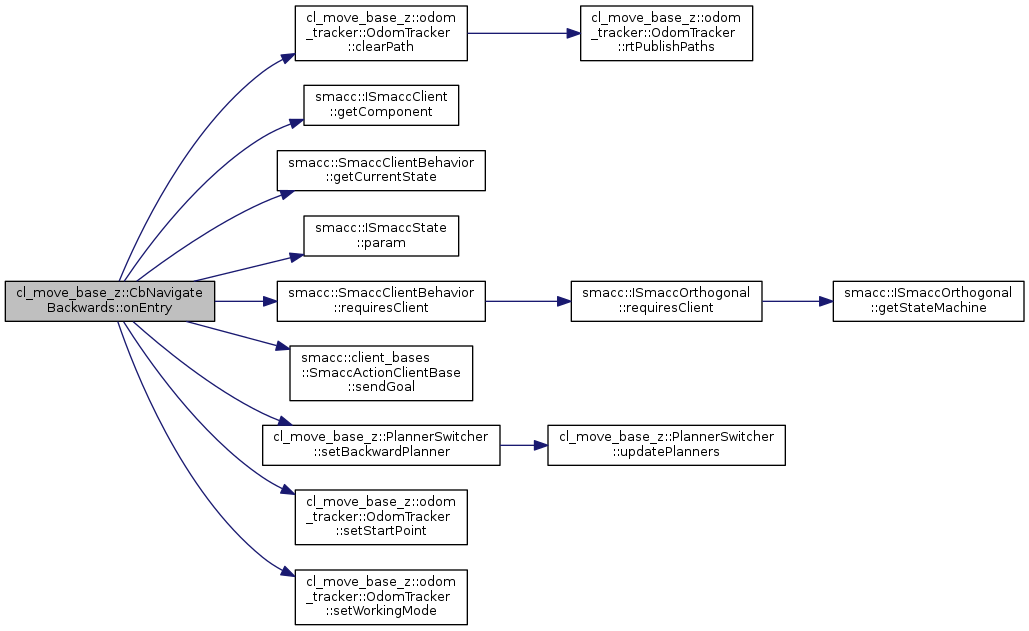 cl_move_base_z::odom
_tracker::OdomTracker
::clearPath
cl_move_base_z::odom
_tracker::OdomTracker
::rtPublishPaths
smacc::ISmaccClient
::getComponent
smacc::SmaccClientBehavior
::getCurrentState
smacc::ISmaccState
::param
cl_move_base_z::CbNavigate
Backwards::onEntry
smacc::SmaccClientBehavior
::requiresClient
smacc::ISmaccOrthogonal
::requiresClient
smacc::ISmaccOrthogonal
::getStateMachine
smacc::client_bases
::SmaccActionClientBase
::sendGoal
cl_move_base_z::PlannerSwitcher
::setBackwardPlanner
cl_move_base_z::PlannerSwitcher
::updatePlanners
cl_move_base_z::odom
_tracker::OdomTracker
::setStartPoint
cl_move_base_z::odom
_tracker::OdomTracker
::setWorkingMode